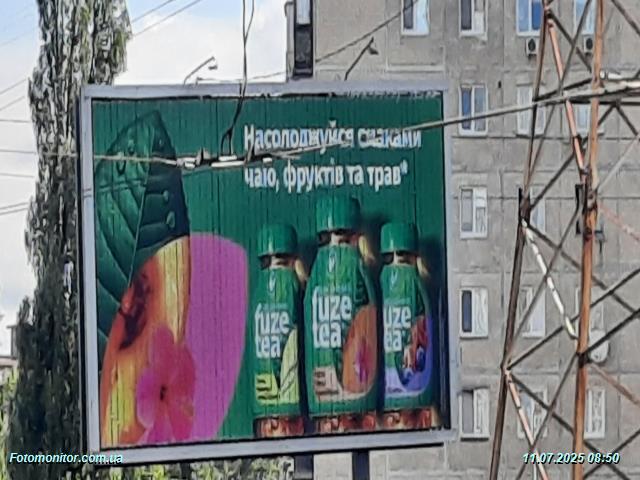 Насолоджуйся смаками
чаю, фруктів та трав*
fuze tea
fuze tea
fuze tea
Fotomonitor.com.ua
11.07.2025 08:50